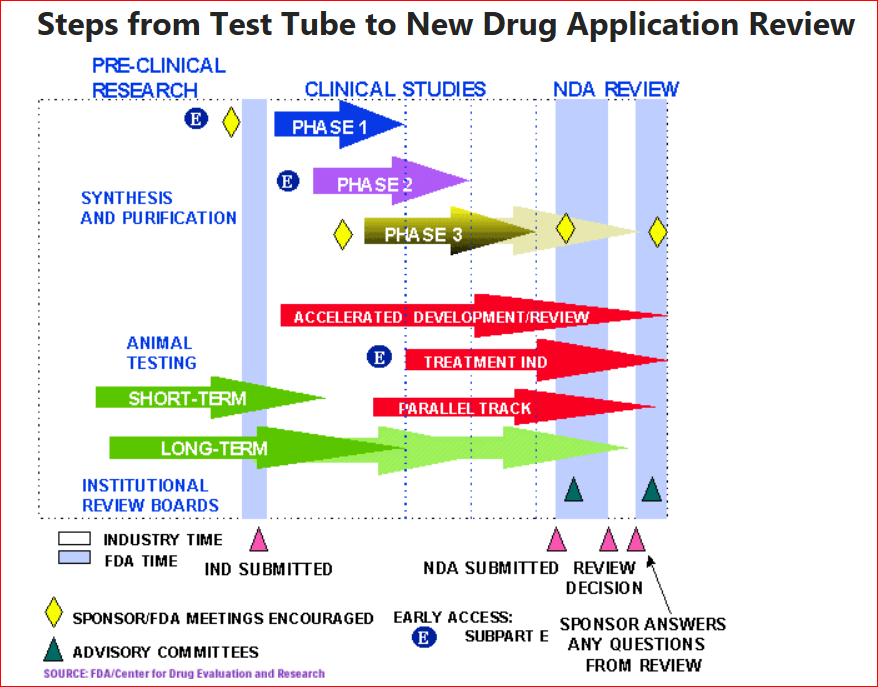 Steps from Test Tube to New Drug Application Review
PRE-CLINICAL
RESEARCH
CLINICAL STUDIES
NDA REVIEW
E
PHASE 1
E
PHASE 2
SYNTHESIS
AND PURIFICATION
PHASE 3
ACCELERATED DEVELOPMENT/REVIEW
ANIMAL
TESTING
E
TREATMENT IND
SHORT-TERM
PARALLEL TRACK
LONG-TERM
INSTITUTIONAL
REVIEW BOARDS
INDUSTRY TIME
FDA TIME
IND SUBMITTED
NDA SUBMITTED
REVIEW
DECISION
SPONSOR/FDA MEETINGS ENCOURAGED
EARLY ACCESS:
E SUBPART E
SPONSOR ANSWERS
ANY QUESTIONS
FROM REVIEW
ADVISORY COMMITTEES
SOURCE: FDA/Center for Drug Evaluation and Research